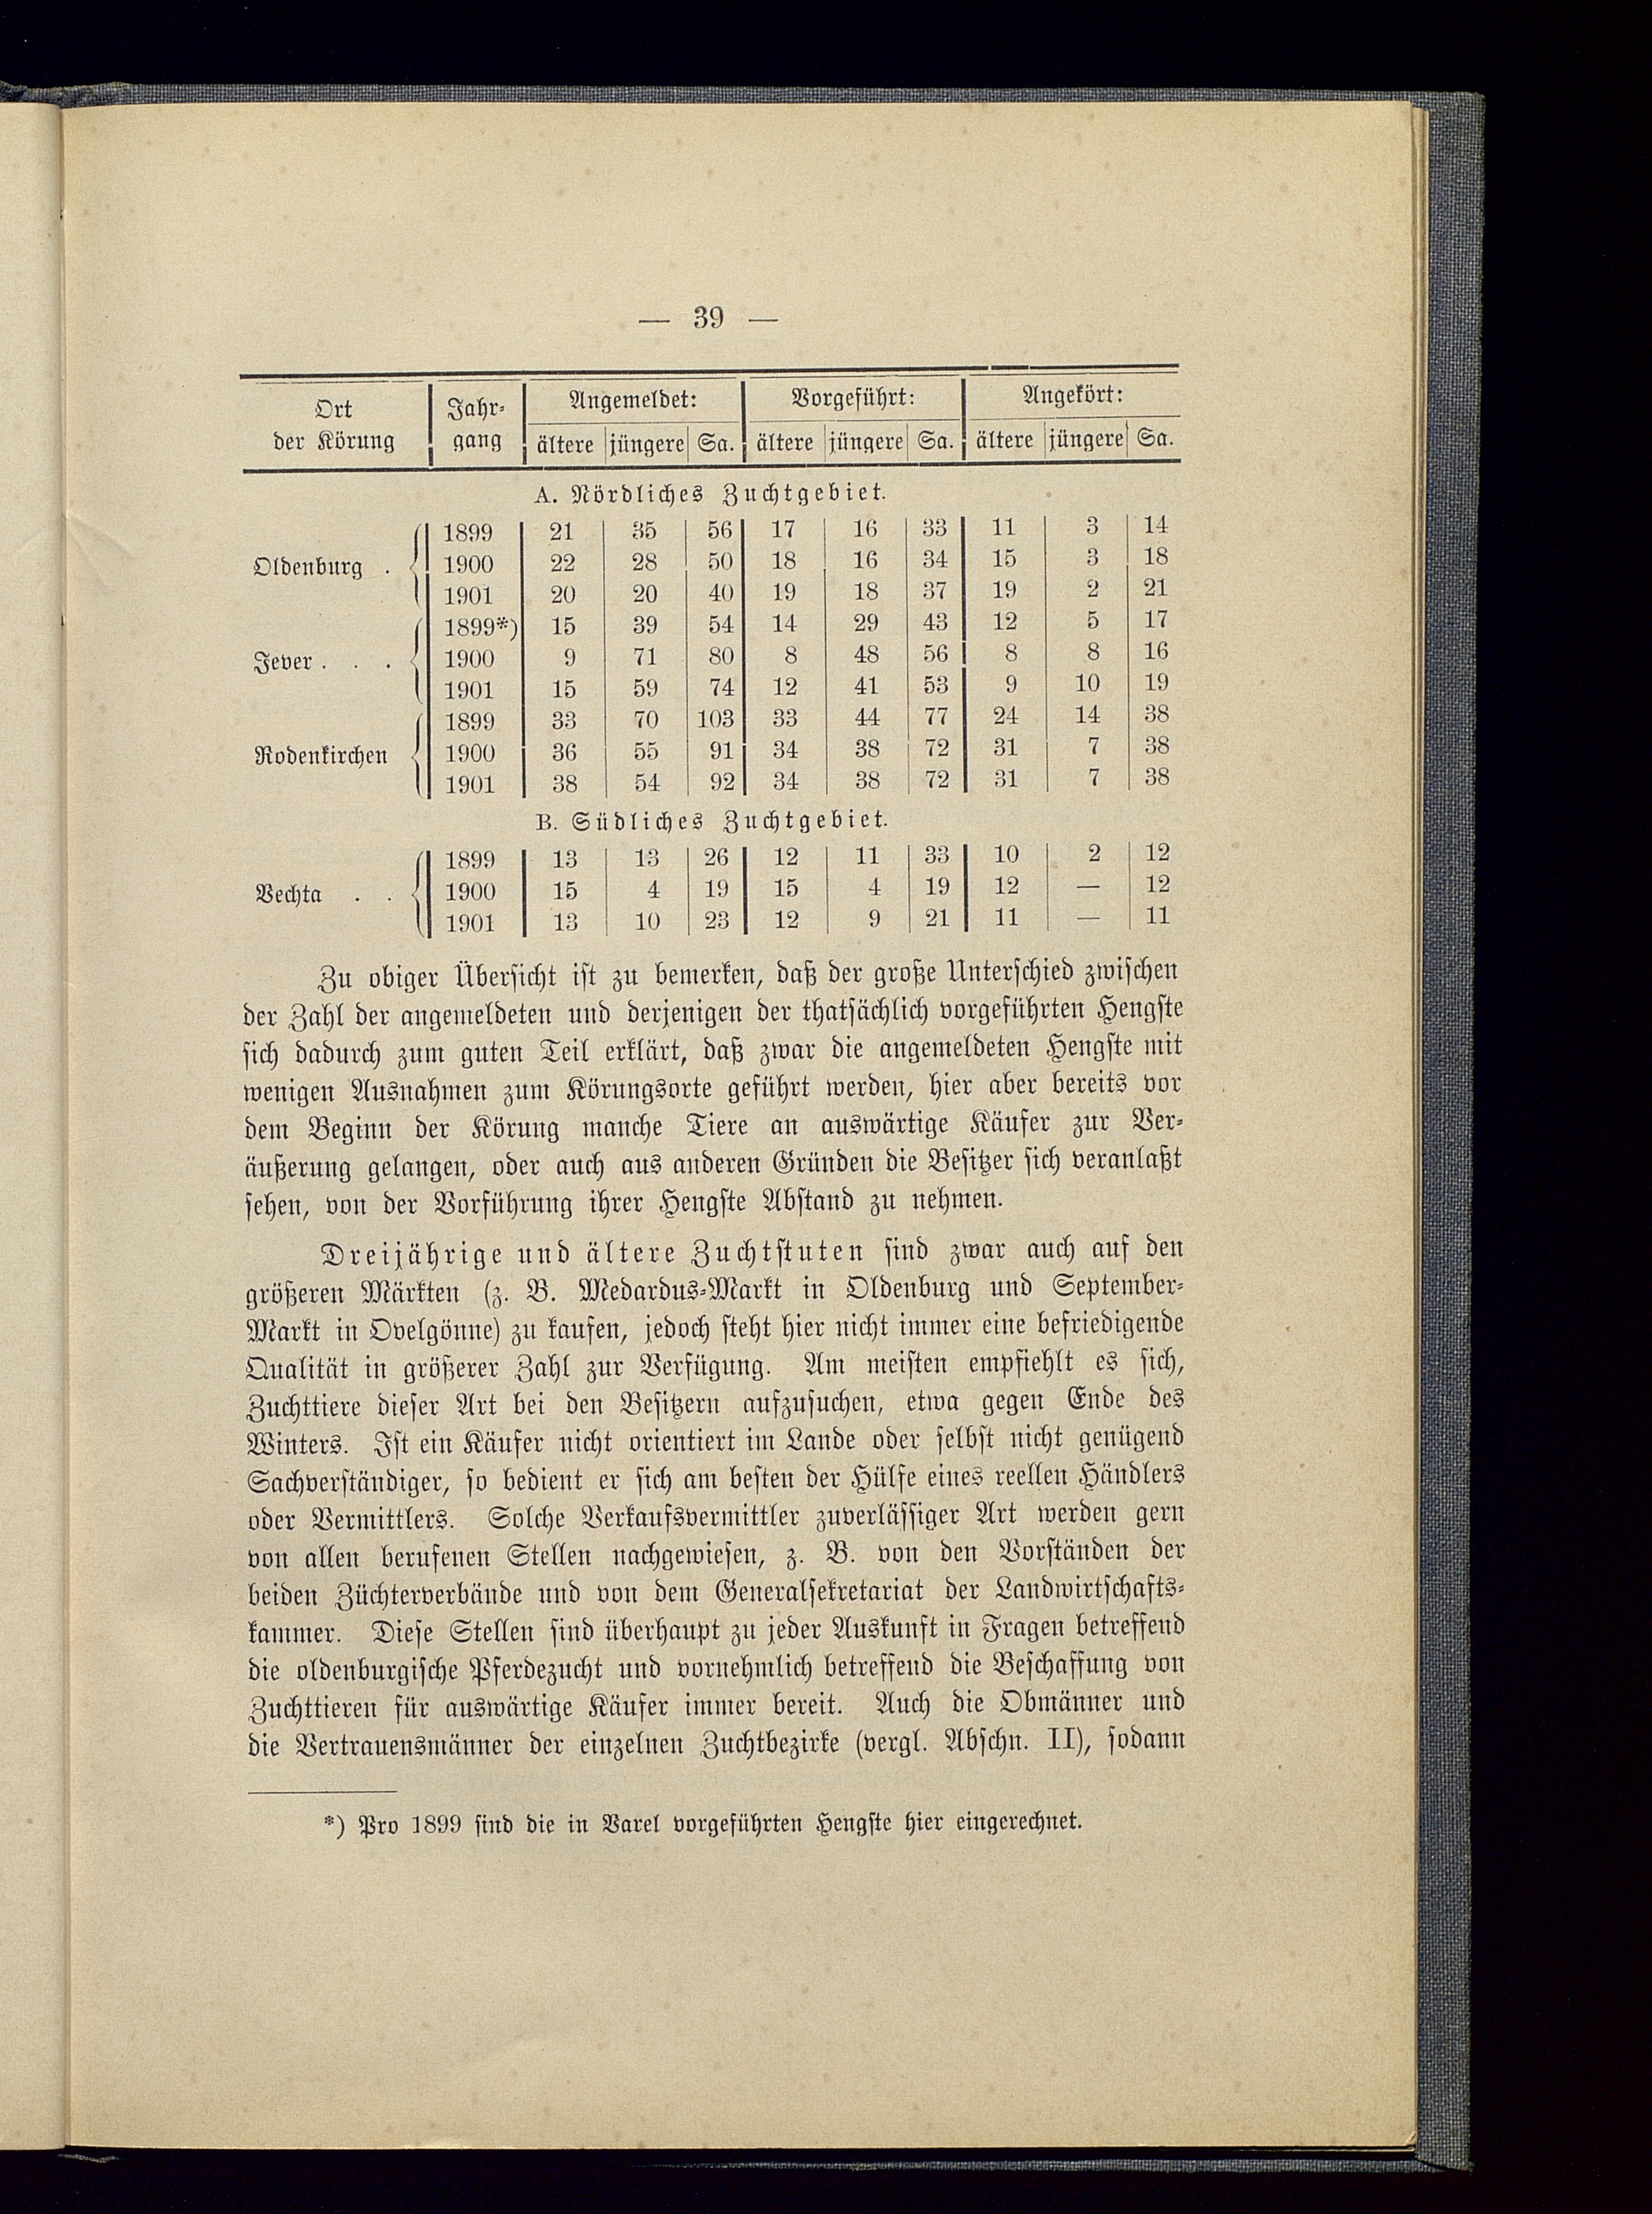 — 39 —
Ort der Körung | Jahr- gang | Angemeldet: | Vorgeführt: | Angekört:
ältere | jüngere | Sa. | ältere | jüngere | Sa. | ältere | jüngere | Sa.
A. Nördliches Zuchtgebiet.
1899 21 35 56 17 16 33 11 3 14
Oldenburg . 1900 22 28 50 18 16 34 15 3 18
1901 20 20 40 19 18 37 19 2 21
1899*) 15 39 54 14 29 43 12 5 17
Jever . . . 1900 9 71 80 8 48 56 8 8 16
1901 15 59 74 12 41 53 9 10 19
1899 33 70 103 33 44 77 24 14 38
Rodenkirchen 1900 36 55 91 34 38 72 31 7 38
1901 38 54 92 34 38 72 31 7 38
B. Südliches Zuchtgebiet.
1899 13 13 26 12 11 33 10 2 12
Vechta . . 1900 15 4 19 15 4 19 12 — 12
1901 13 10 23 12 9 21 11 — 11
Zu obiger Übersicht ist zu bemerken, daß der große Unterschied zwischen
der Zahl der angemeldeten und derjenigen der thatsächlich vorgeführten Hengste
sich dadurch zum guten Teil erklärt, daß zwar die angemeldeten Hengste mit
wenigen Ausnahmen zum Körungsorte geführt werden, hier aber bereits vor
dem Beginn der Körung manche Tiere an auswärtige Käufer zur Ver-
äußerung gelangen, oder auch aus anderen Gründen die Besitzer sich veranlaßt
sehen, von der Vorführung ihrer Hengste Abstand zu nehmen.
Dreijährige und ältere Zuchtstuten sind zwar auch auf den
größeren Märkten (z. B. Medardus-Markt in Oldenburg und September-
Markt in Ovelgönne) zu kaufen, jedoch steht hier nicht immer eine befriedigende
Qualität in größerer Zahl zur Verfügung. Am meisten empfiehlt es sich,
Zuchttiere dieser Art bei den Besitzern aufzusuchen, etwa gegen Ende des
Winters. Ist ein Käufer nicht orientiert im Lande oder selbst nicht genügend
Sachverständiger, so bedient er sich am besten der Hülfe eines reellen Händlers
oder Vermittlers. Solche Verkaufsvermittler zuverlässiger Art werden gern
von allen berufenen Stellen nachgewiesen, z. B. von den Vorständen der
beiden Züchterverbände und von dem Generalsekretariat der Landwirtschafts-
kammer. Diese Stellen sind überhaupt zu jeder Auskunft in Fragen betreffend
die oldenburgische Pferdezucht und vornehmlich betreffend die Beschaffung von
Zuchttieren für auswärtige Käufer immer bereit. Auch die Obmänner und
die Vertrauensmänner der einzelnen Zuchtbezirke (vergl. Abschn. II), sodann
*) Pro 1899 sind die in Varel vorgeführten Hengste hier eingerechnet.